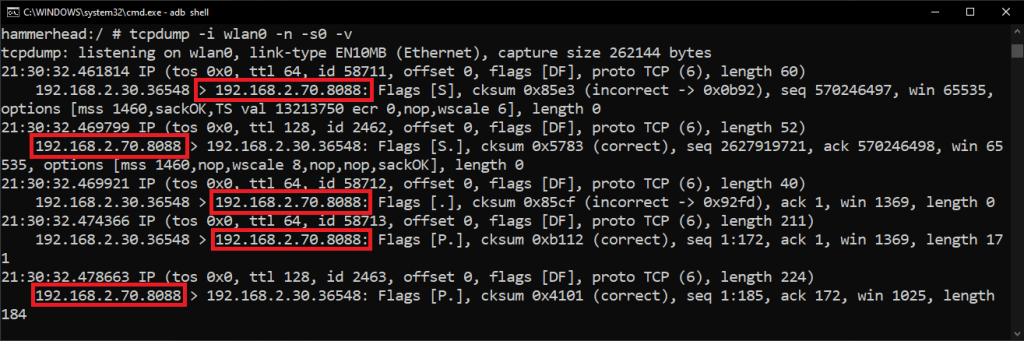 C:\WINDOWS\system32\cmd.exe - adb shell
hammerhead:/ # tcpdump -i wlan0 -n -s0 -v
tcpdump: listening on wlan0, link-type EN10MB (Ethernet), capture size 262144 bytes
21:30:32.461814 IP (tos 0x0, ttl 64, id 58711, offset 0, flags [DF], proto TCP (6), length 60)
192.168.2.30.36548 > 192.168.2.70.8088: Flags [S], cksum 0x85e3 (incorrect -> 0x0b92), seq 570246497, win 65535,
options [mss 1460,sackOK,TS val 13213750 ecr 0,nop,wscale 6], length 0
21:30:32.469799 IP (tos 0x0, ttl 128, id 2462, offset 0, flags [DF], proto TCP (6), length 52)
192.168.2.70.8088 > 192.168.2.30.36548: Flags [S.], cksum 0x5783 (correct), seq 2627919721, ack 570246498, win 65
535, options [mss 1460,nop,wscale 8,nop,nop,sackOK], length 0
21:30:32.469921 IP (tos 0x0, ttl 64, id 58712, offset 0, flags [DF], proto TCP (6), length 40)
192.168.2.30.36548 > 192.168.2.70.8088: Flags [.], cksum 0x85cf (incorrect -> 0x92fd), ack 1, win 1369, length 0
21:30:32.474366 IP (tos 0x0, ttl 64, id 58713, offset 0, flags [DF], proto TCP (6), length 211)
192.168.2.30.36548 > 192.168.2.70.8088: Flags [P.], cksum 0xb112 (correct), seq 1:172, ack 1, win 1369, length 17
1
21:30:32.478663 IP (tos 0x0, ttl 128, id 2463, offset 0, flags [DF], proto TCP (6), length 224)
192.168.2.70.8088 > 192.168.2.30.36548: Flags [P.], cksum 0x4101 (correct), seq 1:185, ack 172, win 1025, length
184